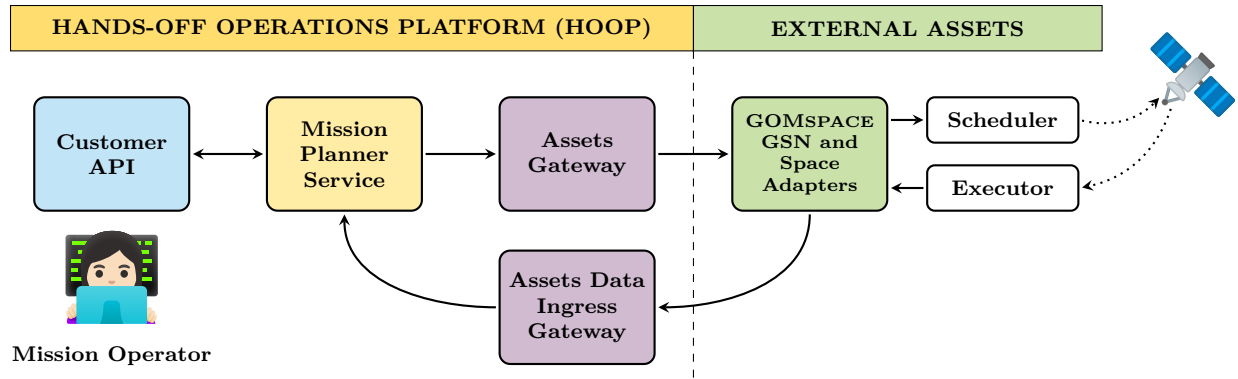 HANDS-OFF OPERATIONS PLATFORM (HOOP)
EXTERNAL ASSETS
Customer
API
Mission
Planner
Service
Assets
Gateway
GOMSPACE
GSN and
Space
Adapters
Scheduler
Executor
Assets Data
Ingress
Gateway
Mission Operator